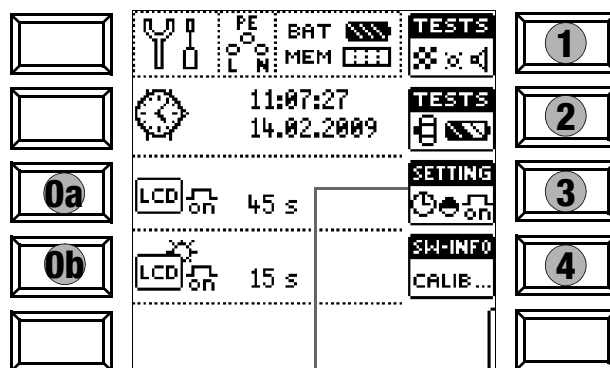 PE
L N
BAT
MEM
TESTS
1
11:07:27
14.02.2009
TESTS
2
0a
LCD on 45 s
SETTING
on
3
0b
LCD on 15 s
SW-INFO
CALIB...
4